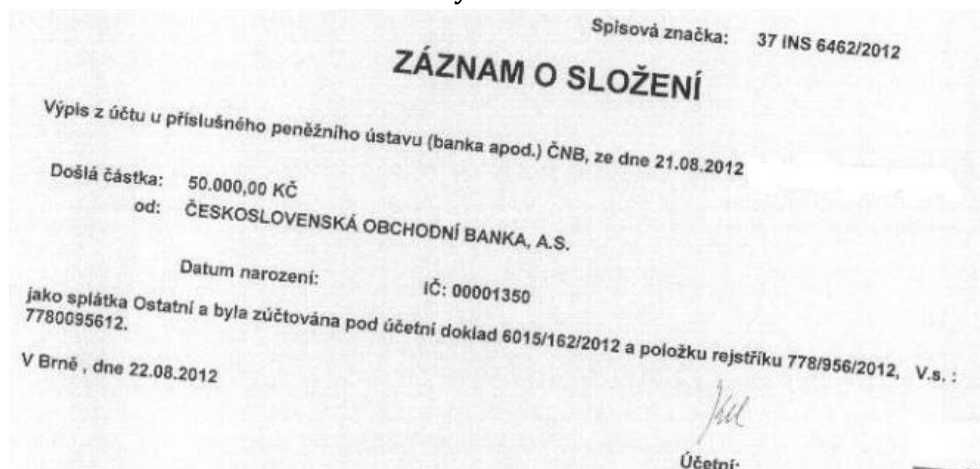 Spisová značka: 37 INS 6462/2012
ZÁZNAM O SLOŽENÍ
Výpis z účtu u příslušného peněžního ústavu (banka apod.) ČNB, ze dne 21.08.2012
Došlá částka: 50.000,00 KČ
od: ČESKOSLOVENSKÁ OBCHODNÍ BANKA, A.S.
Datum narození: IČ: 00001350
jako splátka Ostatní a byla zúčtována pod účetní doklad 6015/162/2012 a položku rejstříku 778/956/2012, V.s. :
7780095612.
V Brně , dne 22.08.2012
Účetní: